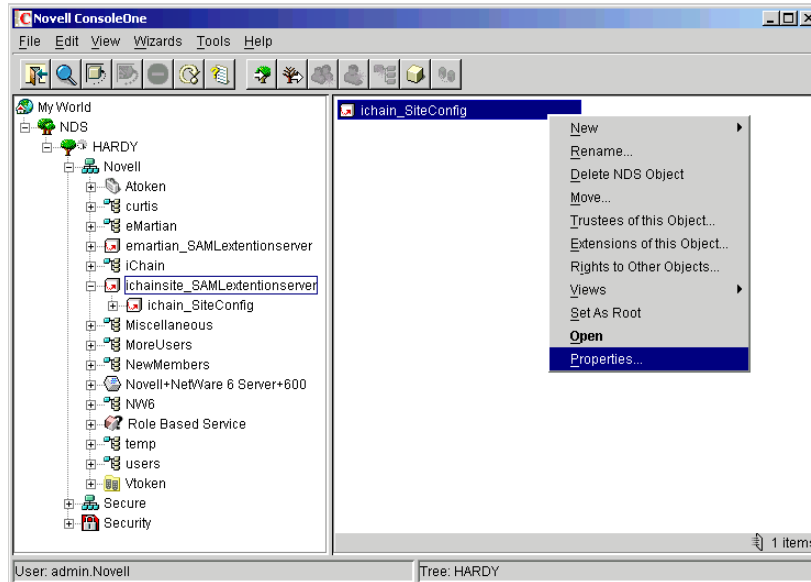 Novell ConsoleOne
File Edit View Wizards Tools Help
My World
NDS
HARDY
Novell
Atoken
curtis
eMartian
emartian_SAMLextentionserver
iChain
ichainsite_SAMLextentionserver
ichain_SiteConfig
Miscellaneous
MoreUsers
NewMembers
Novell+NetWare 6 Server+600
NW6
Role Based Service
temp
users
Vtoken
Secure
Security
ichain_SiteConfig
New
Rename...
Delete NDS Object
Move...
Trustees of this Object...
Extensions of this Object...
Rights to Other Objects...
Views
Set As Root
Open
Properties...
1 items
User: admin.Novell
Tree: HARDY